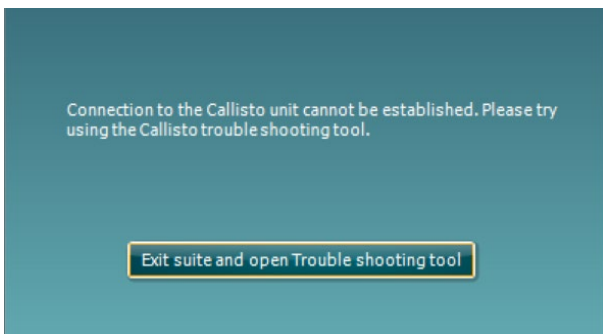 Connection to the Callisto unit cannot be established. Please try
using the Callisto trouble shooting tool.
Exit suite and open Trouble shooting tool